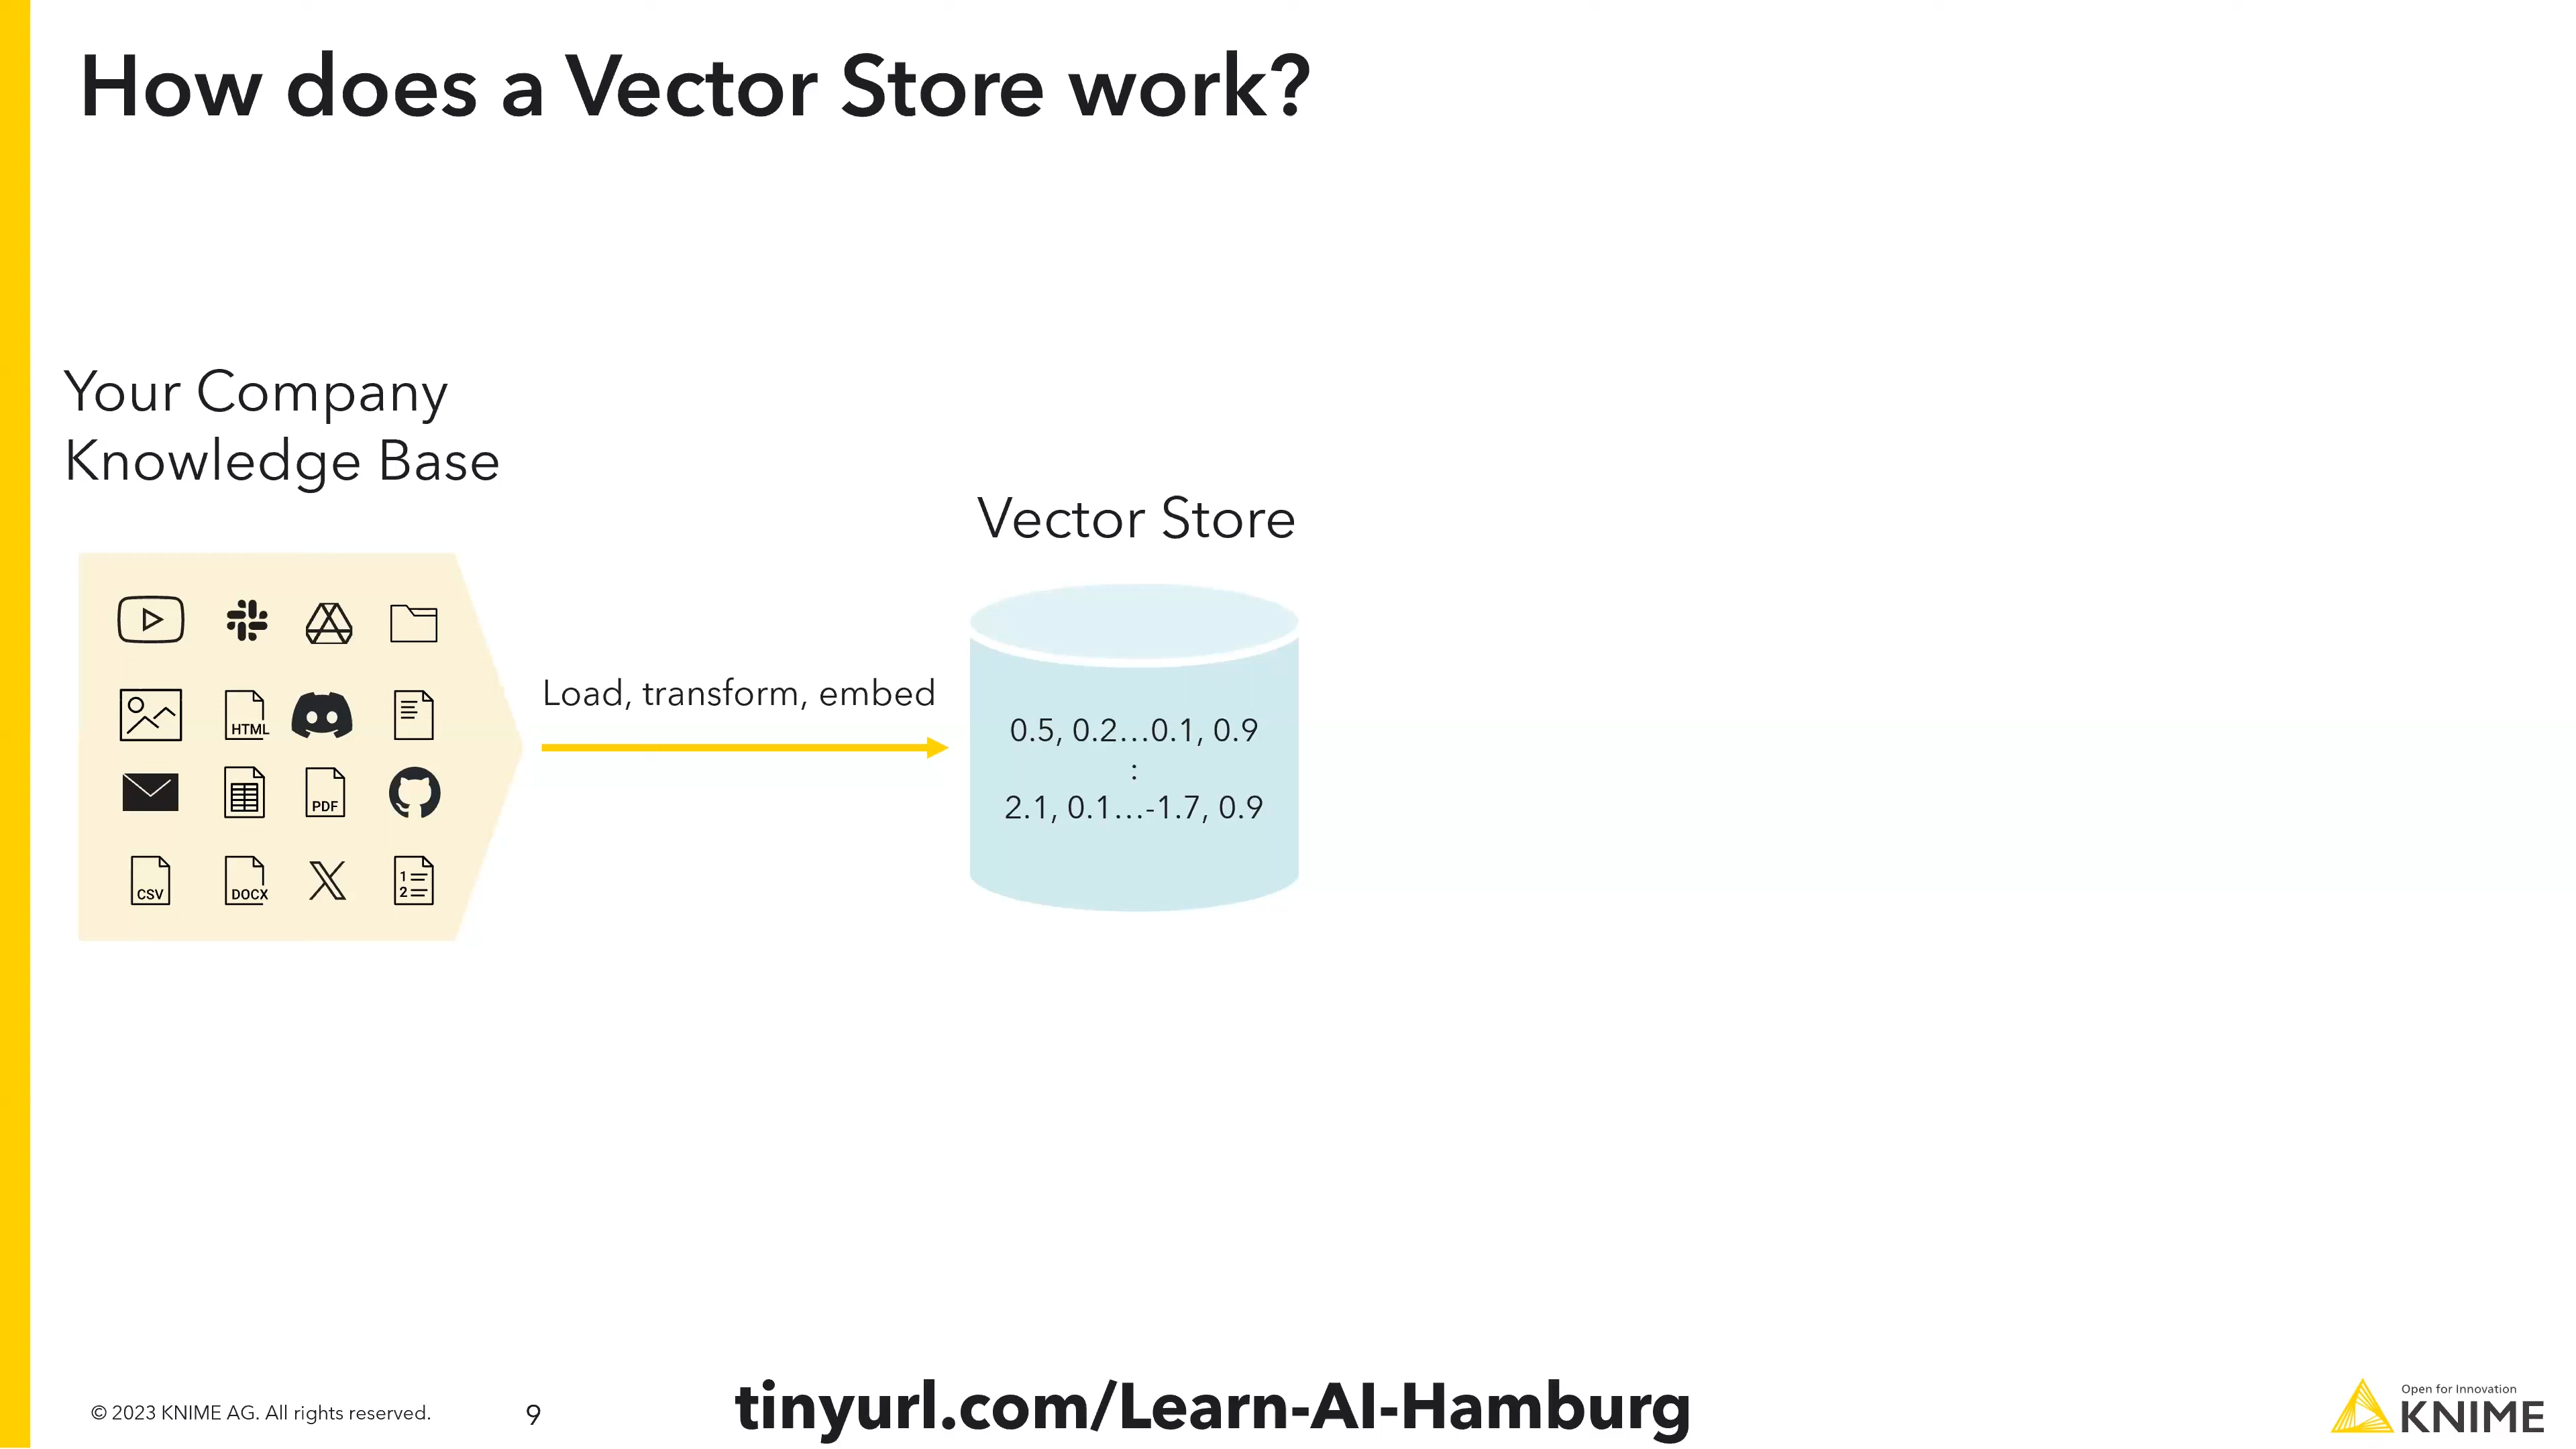 How does a Vector Store work?
Your Company
Knowledge Base
Vector Store
Load, transform, embed
HTML
PDF
CSV
DOCX
1
2
0.5, 0.2...0.1, 0.9
:
2.1, 0.1...-1.7, 0.9
© 2023 KNIME AG. All rights reserved.
9
tinyurl.com/Learn-AI-Hamburg
Open for Innovation
KNIME